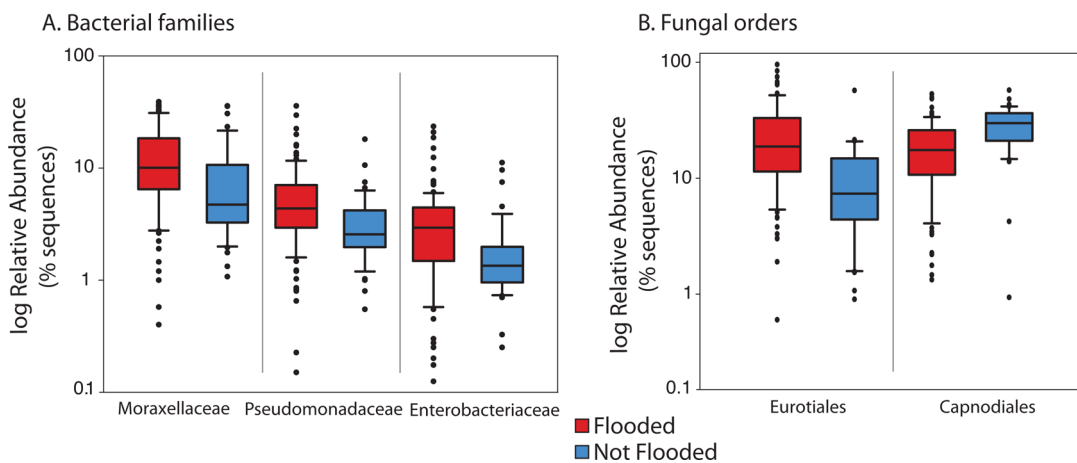 A. Bacterial families
100
10
1
0.1
log Relative Abundance
(% sequences)
Moraxellaceae Pseudomonadaceae Enterobacteriaceae
B. Fungal orders
100
10
1
0.1
log Relative Abundance
(% sequences)
Eurotiales Capnodiales
Flooded
Not Flooded